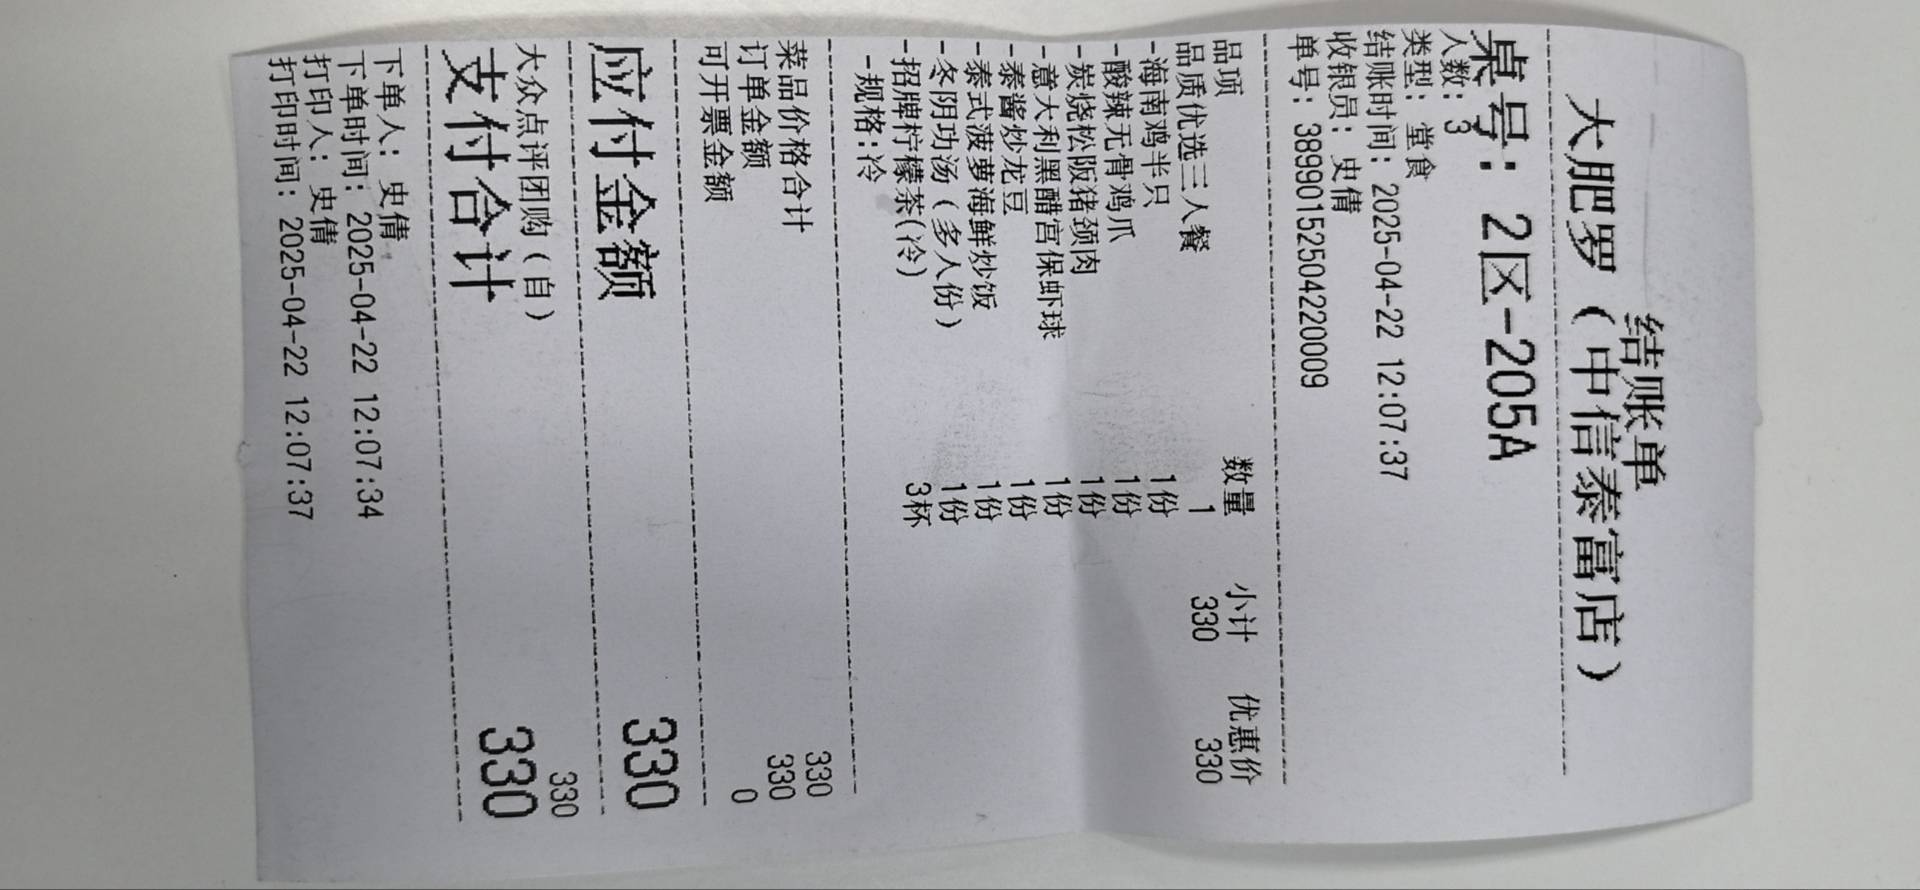 结账单
大肥罗（中信泰富店）
桌号: 2区-205A
人数: 3
类型: 堂食
结账时间: 2025-04-22 12:07:37
收银员: 史倩
单号: 3899015250422​0009
品项 数量 小计 优惠价
品质优选三人餐 1 330 330
-海南鸡半只 1份
-酸辣无骨鸡爪 1份
-炭烧松阪猪颈肉 1份
-意大利黑醋宫保虾球 1份
-泰酱炒龙豆 1份
-泰式菠萝海鲜炒饭 1份
-冬阴功汤（多人份） 1份
-招牌柠檬茶(冷) 3杯
-规格:冷
菜品价格合计 330
订单金额 330
可开票金额 0
应付金额 330
大众点评团购（自） 330
支付合计 330
下单人: 史倩
下单时间: 2025-04-22 12:07:34
打印人: 史倩
打印时间: 2025-04-22 12:07:37